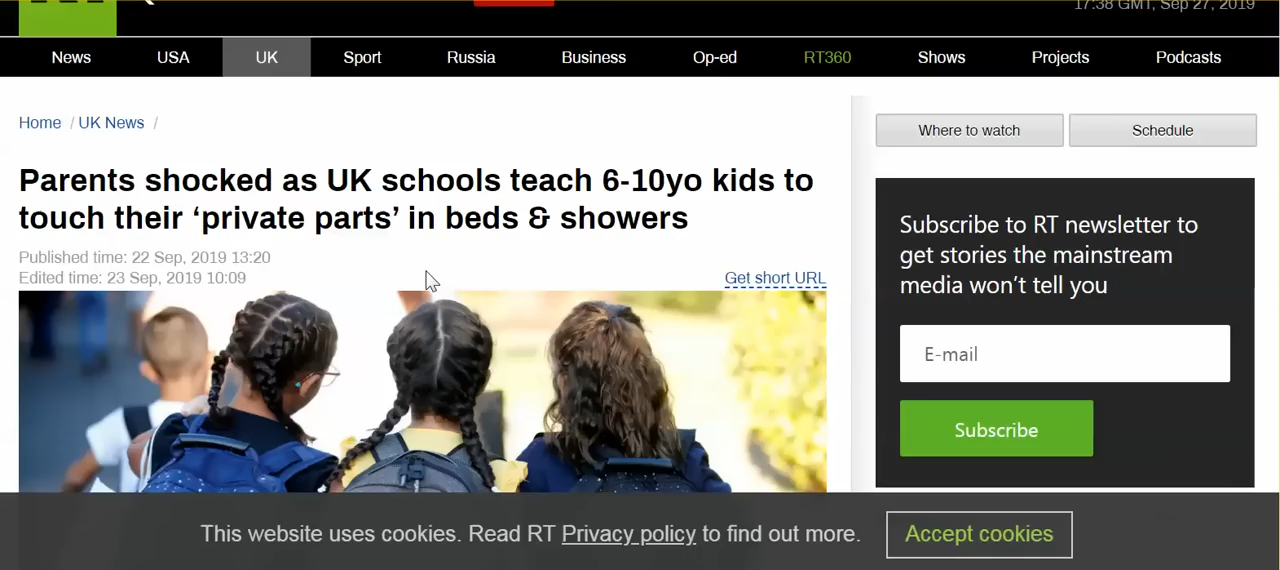 17:38 GMT, Sep 27, 2019
News USA UK Sport Russia Business Op-ed RT360 Shows Projects Podcasts
Home / UK News /
Where to watch Schedule
Parents shocked as UK schools teach 6-10yo kids to
touch their ‘private parts’ in beds & showers
Published time: 22 Sep, 2019 13:20
Edited time: 23 Sep, 2019 10:09
Get short URL
Subscribe to RT newsletter to
get stories the mainstream
media won’t tell you
E-mail
Subscribe
This website uses cookies. Read RT Privacy policy to find out more.
Accept cookies